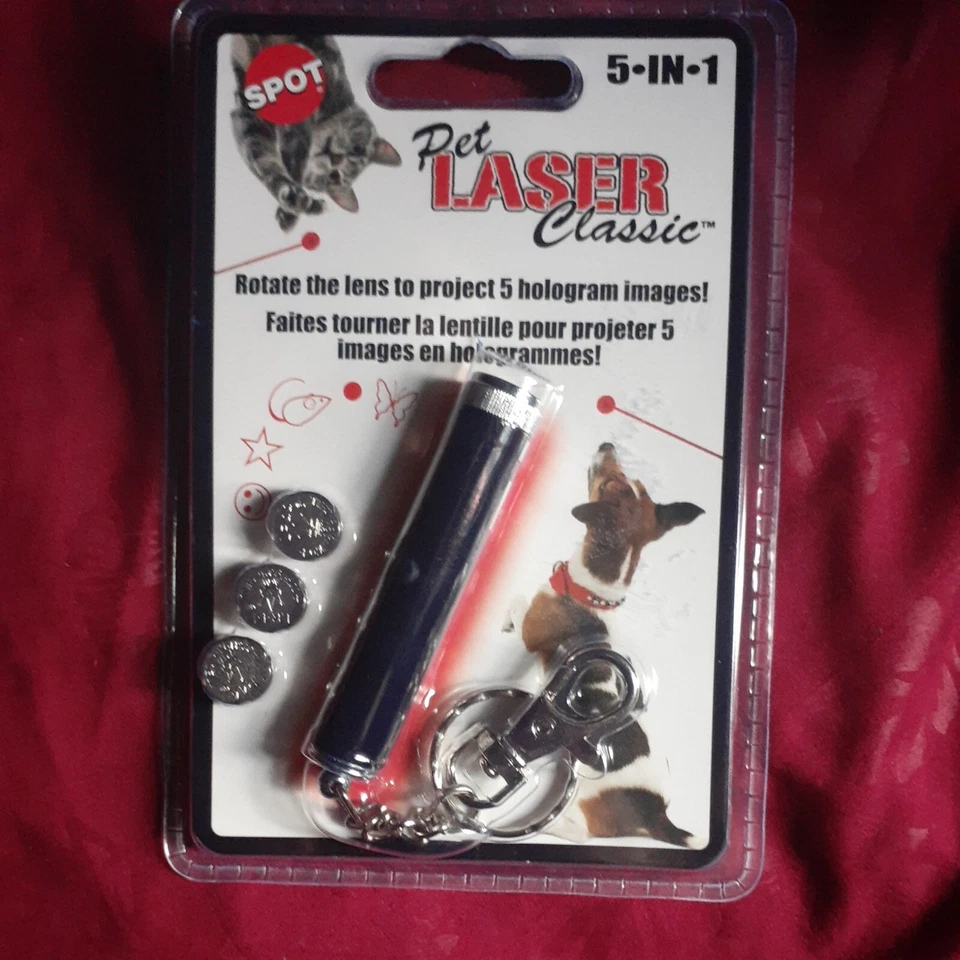 SPOT
5•IN•1
Pet
LASER
Classic™
Rotate the lens to project 5 hologram images!
Faites tourner la lentille pour projeter 5
images en hologrammes!